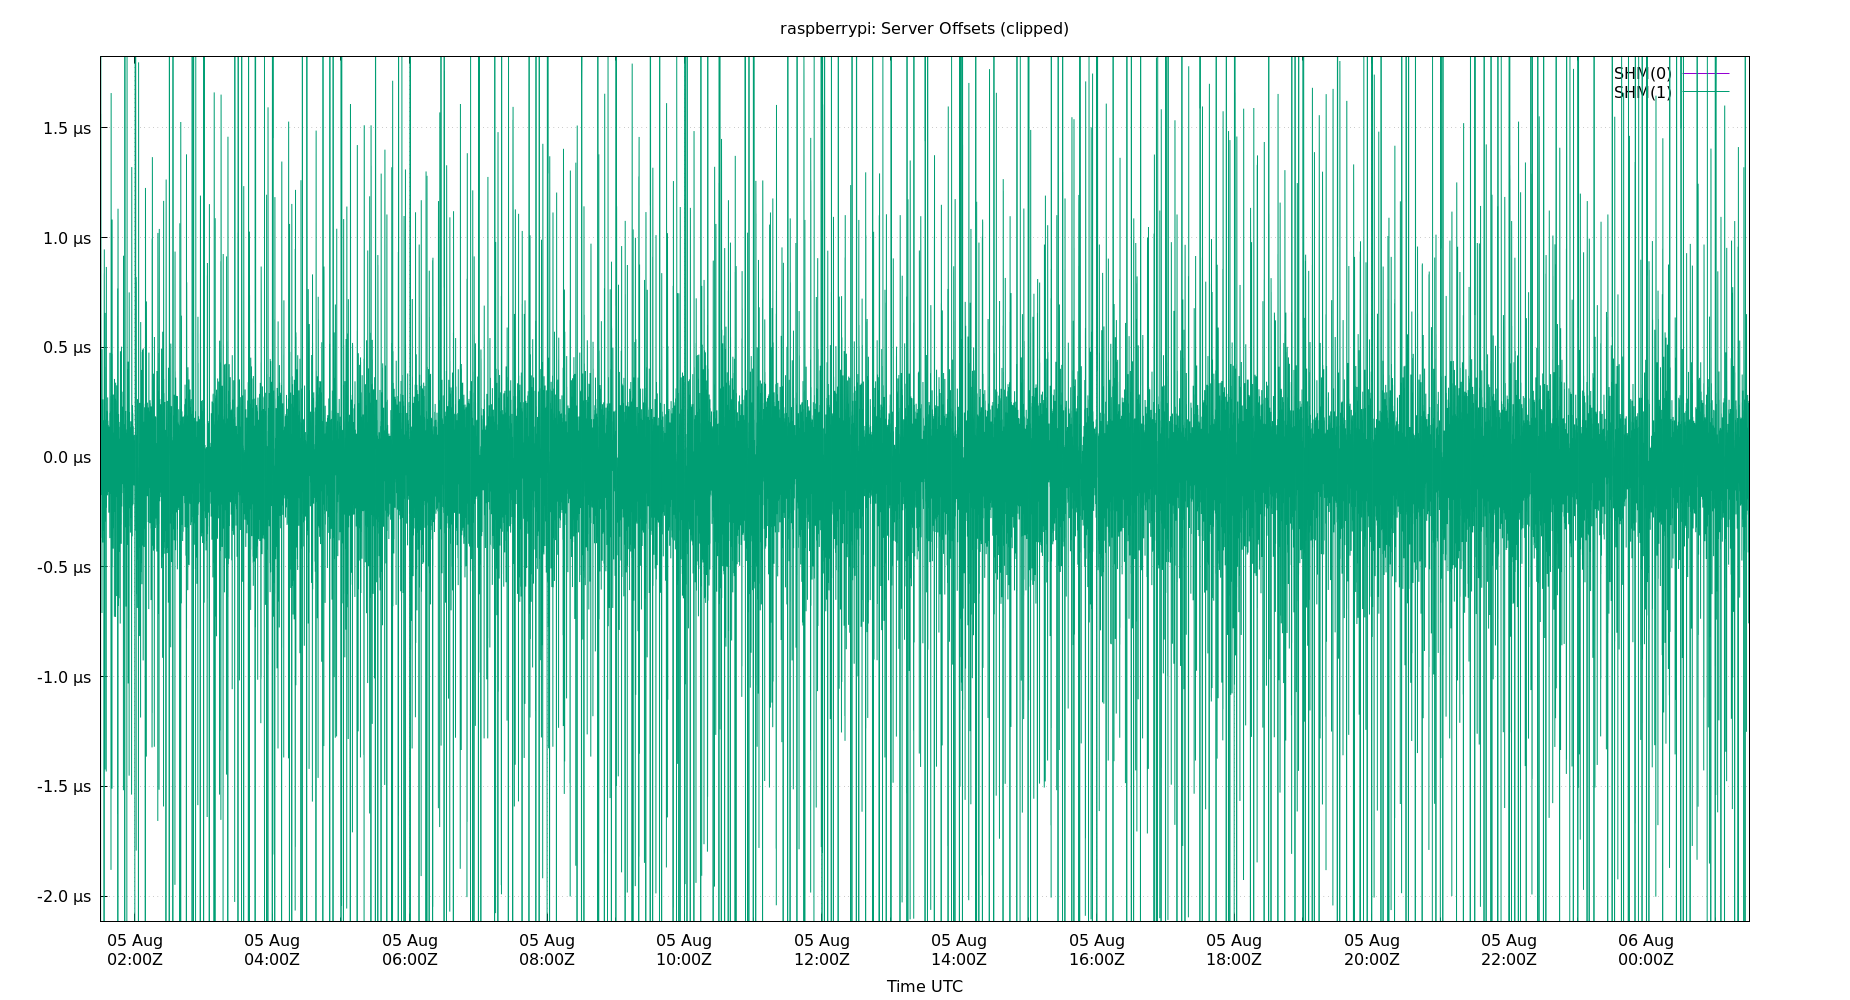 raspberrypi: Server Offsets (clipped)
SHM(0)
SHM(1)
1.5 µs
1.0 µs
0.5 µs
0.0 µs
-0.5 µs
-1.0 µs
-1.5 µs
-2.0 µs
05 Aug 05 Aug 05 Aug 05 Aug 05 Aug 05 Aug 05 Aug 05 Aug 05 Aug 05 Aug 05 Aug 06 Aug
02:00Z 04:00Z 06:00Z 08:00Z 10:00Z 12:00Z 14:00Z 16:00Z 18:00Z 20:00Z 22:00Z 00:00Z
Time UTC